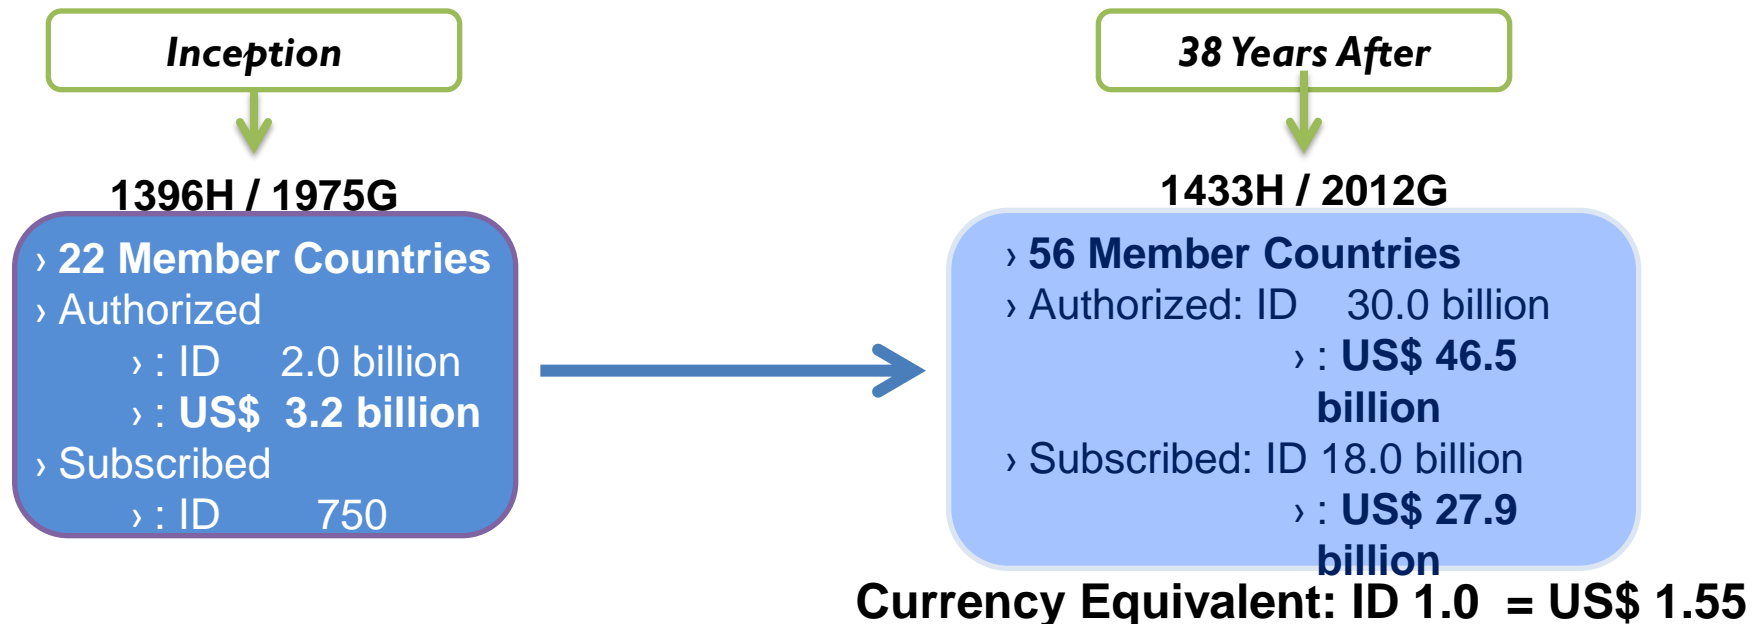 Inception
1396H / 1975G
› 22 Member Countries
› Authorized
› : ID 2.0 billion
› : US$ 3.2 billion
› Subscribed
› : ID 750
38 Years After
1433H / 2012G
› 56 Member Countries
› Authorized: ID 30.0 billion
› : US$ 46.5
billion
› Subscribed: ID 18.0 billion
› : US$ 27.9
billion
Currency Equivalent: ID 1.0 = US$ 1.55